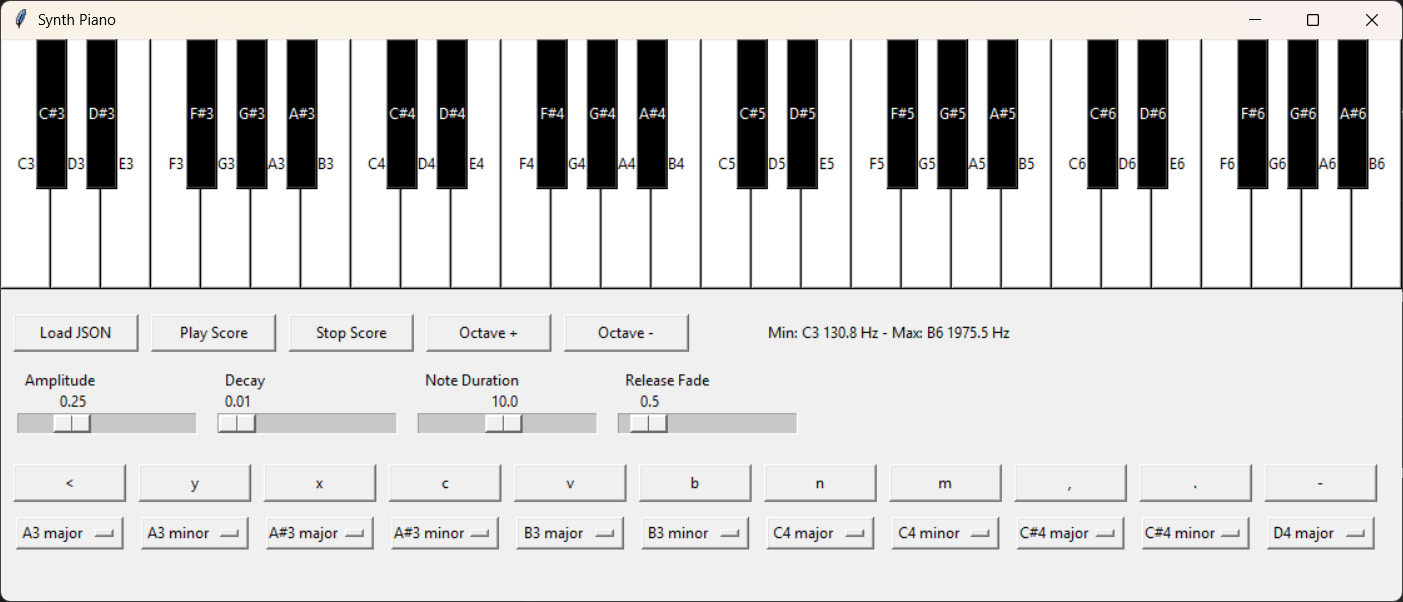 Synth Piano
C#3 D#3 F#3 G#3 A#3 C#4 D#4 F#4 G#4 A#4 C#5 D#5 F#5 G#5 A#5 C#6 D#6 F#6 G#6 A#6
C3 D3 E3 F3 G3 A3 B3 C4 D4 E4 F4 G4 A4 B4 C5 D5 E5 F5 G5 A5 B5 C6 D6 E6 F6 G6 A6 B6
Load JSON Play Score Stop Score Octave + Octave - Min: C3 130.8 Hz - Max: B6 1975.5 Hz
Amplitude Decay Note Duration Release Fade
0.25 0.01 10.0 0.5
< y x c v b n m , . -
A3 major A3 minor A#3 major A#3 minor B3 major B3 minor C4 major C4 minor C#4 major C#4 minor D4 major